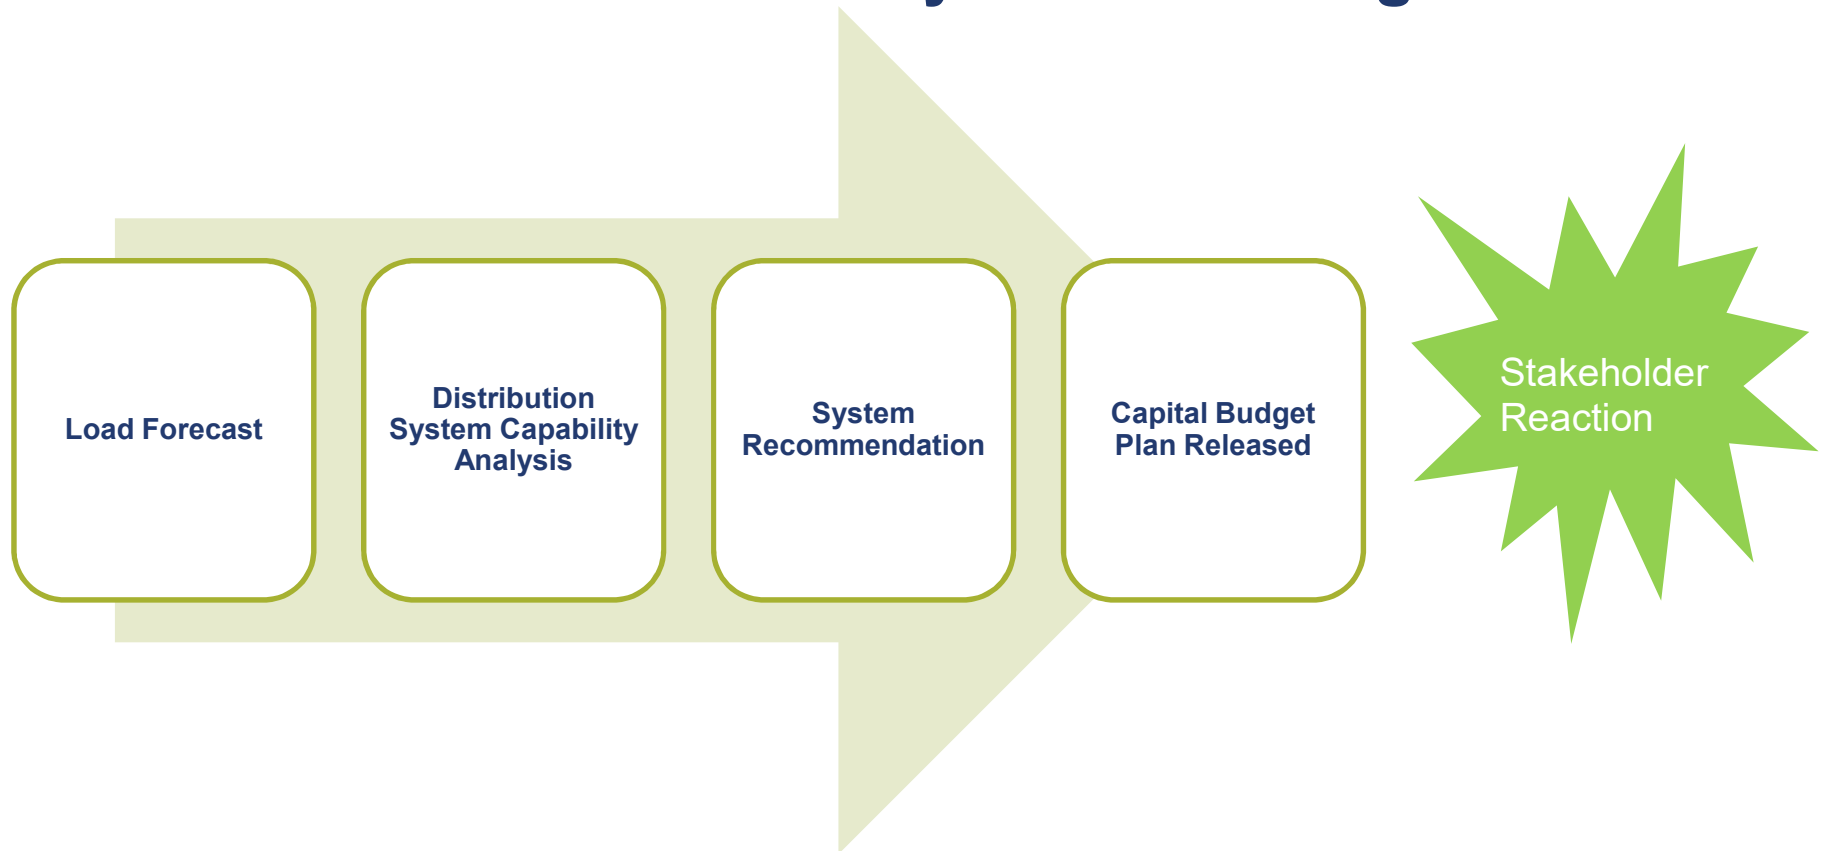 Load Forecast
Distribution
System Capability
Analysis
System
Recommendation
Capital Budget
Plan Released
Stakeholder
Reaction